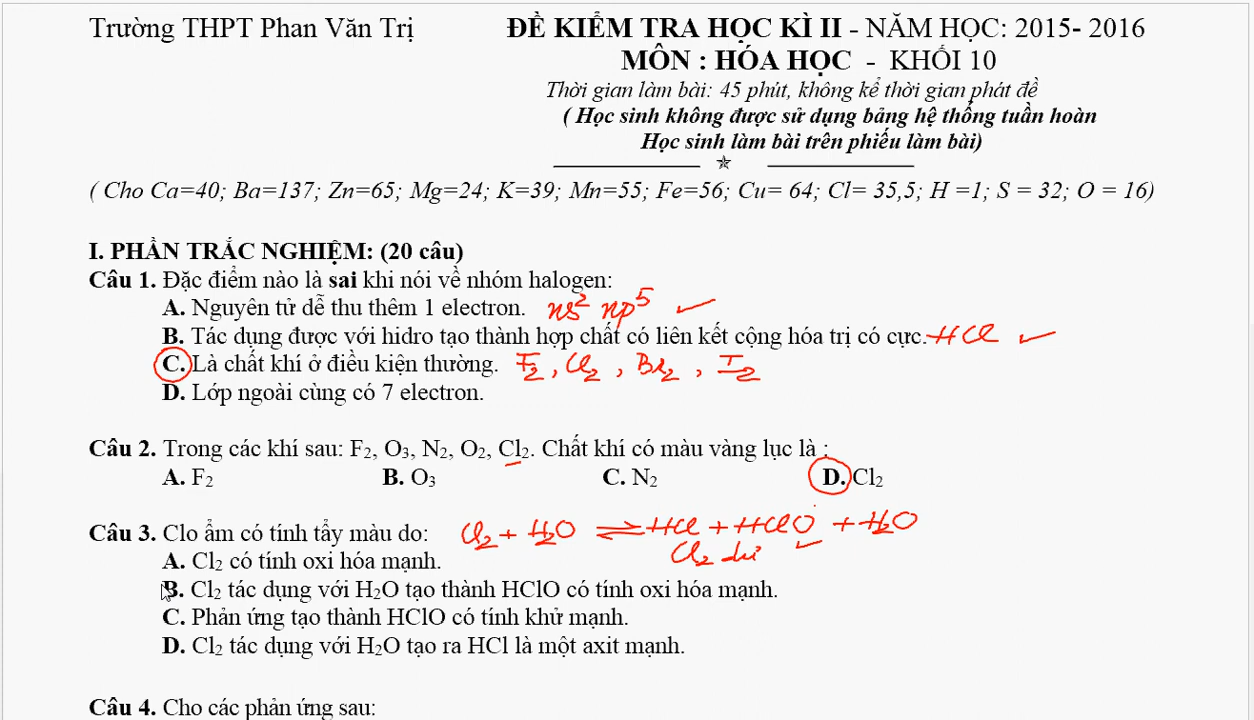 Trường THPT Phan Văn Trị
ĐỀ KIỂM TRA HỌC KÌ II - NĂM HỌC: 2015- 2016
MÔN : HÓA HỌC - KHỐI 10
Thời gian làm bài: 45 phút, không kể thời gian phát đề
( Học sinh không được sử dụng bảng hệ thống tuần hoàn
Học sinh làm bài trên phiếu làm bài)
( Cho Ca=40; Ba=137; Zn=65; Mg=24; K=39; Mn=55; Fe=56; Cu= 64; Cl= 35,5; H =1; S = 32; O = 16)
I. PHẦN TRẮC NGHIỆM: (20 câu)
Câu 1. Đặc điểm nào là sai khi nói về nhóm halogen:
A. Nguyên tử dễ thu thêm 1 electron. ns² np⁵ ✓
B. Tác dụng được với hidro tạo thành hợp chất có liên kết cộng hóa trị có cực. HCl ✓
C. Là chất khí ở điều kiện thường. F₂, Cl₂, Br₂, I₂
D. Lớp ngoài cùng có 7 electron.
Câu 2. Trong các khí sau: F₂, O₃, N₂, O₂, Cl₂. Chất khí có màu vàng lục là :
A. F₂ B. O₃ C. N₂ D. Cl₂
Câu 3. Clo ẩm có tính tẩy màu do: Cl₂ + H₂O ⇌ HCl + HClO + H₂O
Cl₂ dư ✓
A. Cl₂ có tính oxi hóa mạnh.
B. Cl₂ tác dụng với H₂O tạo thành HClO có tính oxi hóa mạnh.
C. Phản ứng tạo thành HClO có tính khử mạnh.
D. Cl₂ tác dụng với H₂O tạo ra HCl là một axit mạnh.
Câu 4. Cho các phản ứng sau: